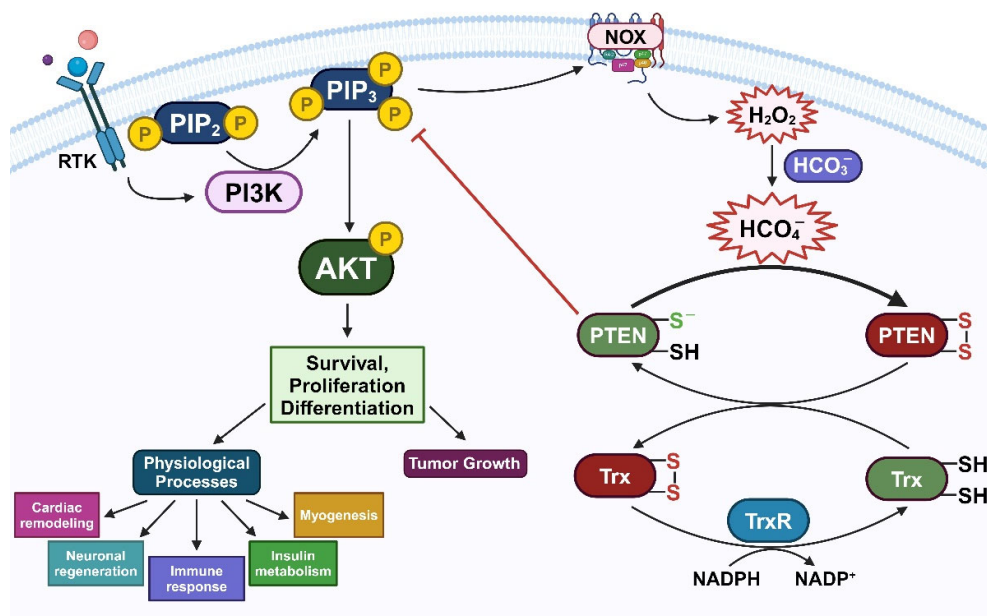 NOX
P
PIP₃
P
P
P
PIP₂
P
RTK
H₂O₂
HCO₃⁻
PI3K
HCO₄⁻
P
AKT
PTEN
S⁻
SH
PTEN
S
S
Survival,
Proliferation
Differentiation
Physiological
Processes
Tumor Growth
Trx
S
S
Trx
SH
SH
Cardiac
remodeling
Myogenesis
Neuronal
regeneration
Immune
response
Insulin
metabolism
TrxR
NADPH
NADP⁺